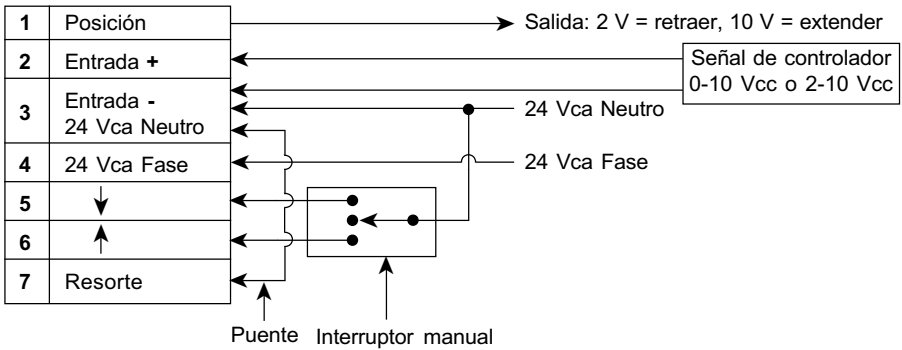 1 Posición
Salida: 2 V = retraer, 10 V = extender
2 Entrada +
Señal de controlador
0-10 Vcc o 2-10 Vcc
3 Entrada -
24 Vca Neutro
24 Vca Neutro
4 24 Vca Fase
24 Vca Fase
5
6
7 Resorte
Puente
Interruptor manual